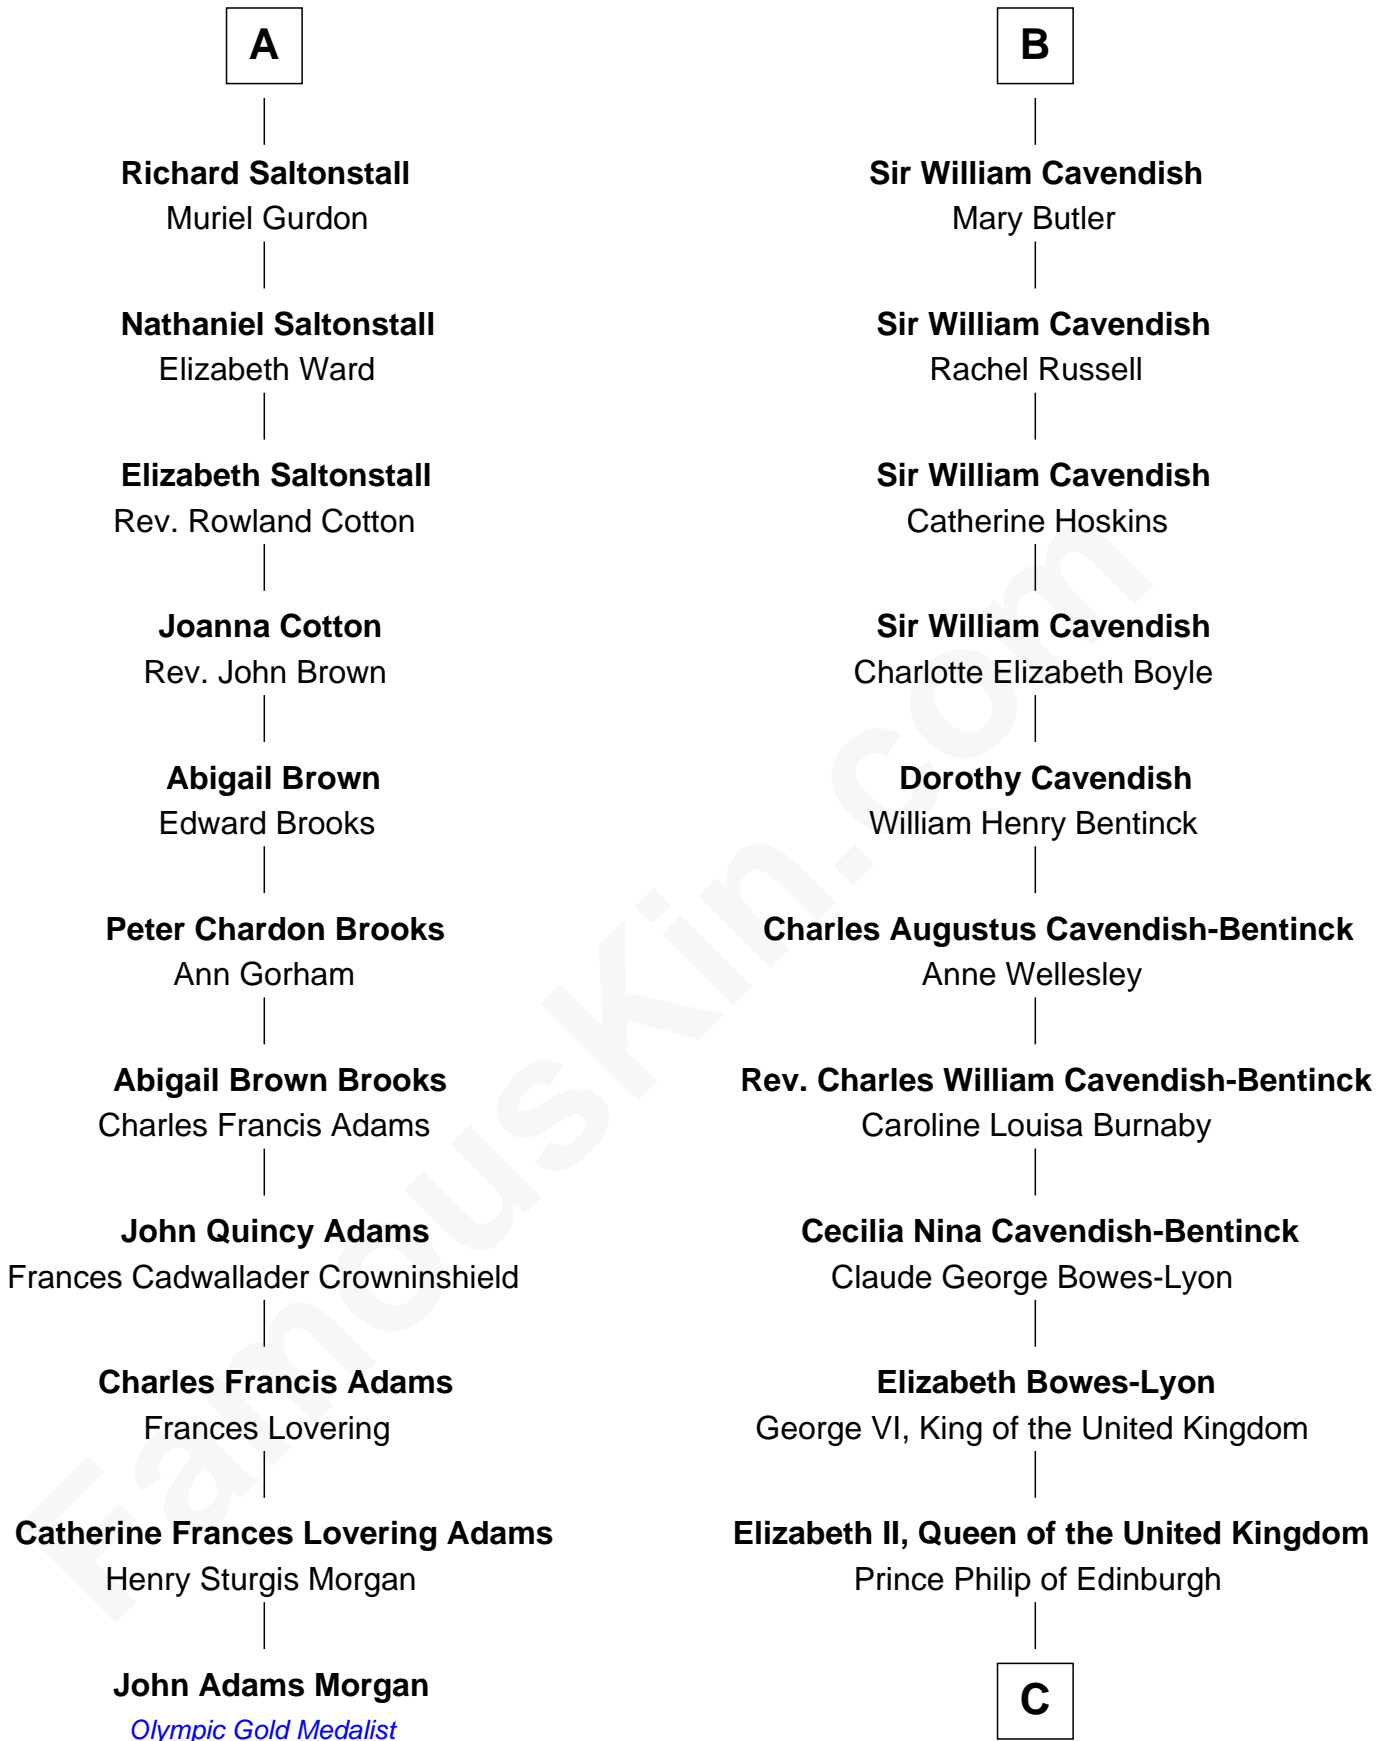 A
Richard Saltonstall
Muriel Gurdon
Nathaniel Saltonstall
Elizabeth Ward
Elizabeth Saltonstall
Rev. Rowland Cotton
Joanna Cotton
Rev. John Brown
Abigail Brown
Edward Brooks
Peter Chardon Brooks
Ann Gorham
Abigail Brown Brooks
Charles Francis Adams
John Quincy Adams
Frances Cadwallader Crowninshield
Charles Francis Adams
Frances Lovering
Catherine Frances Lovering Adams
Henry Sturgis Morgan
John Adams Morgan
Olympic Gold Medalist
B
Sir William Cavendish
Mary Butler
Sir William Cavendish
Rachel Russell
Sir William Cavendish
Catherine Hoskins
Sir William Cavendish
Charlotte Elizabeth Boyle
Dorothy Cavendish
William Henry Bentinck
Charles Augustus Cavendish-Bentinck
Anne Wellesley
Rev. Charles William Cavendish-Bentinck
Caroline Louisa Burnaby
Cecilia Nina Cavendish-Bentinck
Claude George Bowes-Lyon
Elizabeth Bowes-Lyon
George VI, King of the United Kingdom
Elizabeth II, Queen of the United Kingdom
Prince Philip of Edinburgh
C
FamousKin.com